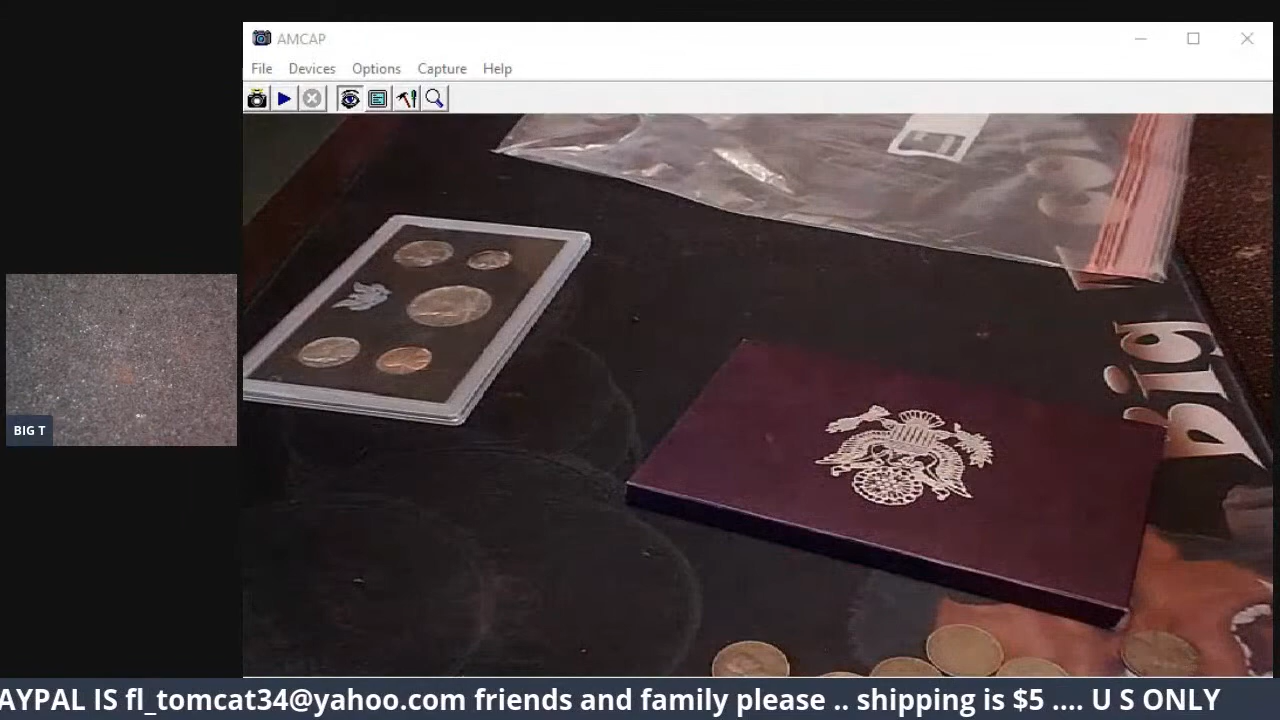 AMCAP
File Devices Options Capture Help
Big
BIG T
AYPAL IS fl_tomcat34@yahoo.com friends and family please .. shipping is $5 .... U S ONLY